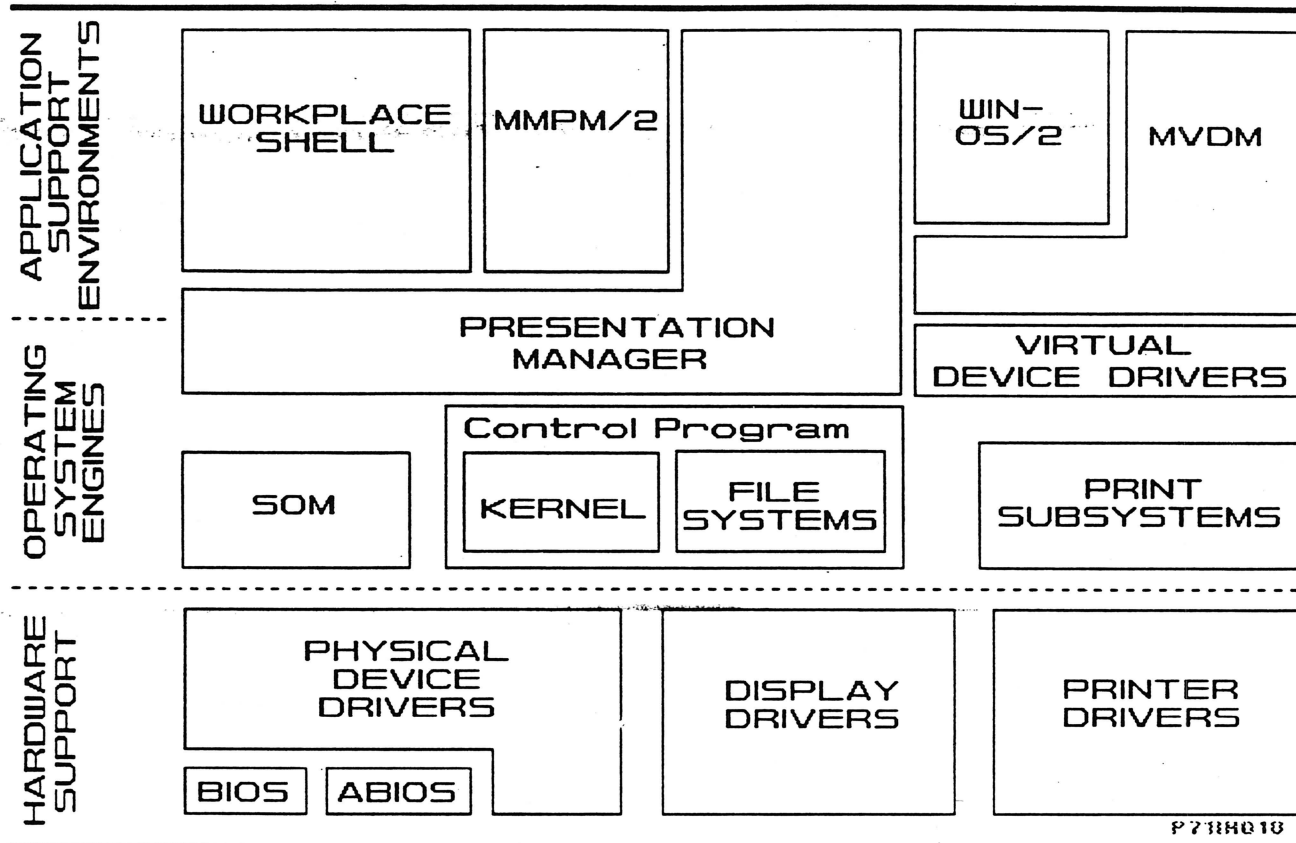 APPLICATION
SUPPORT
ENVIRONMENTS
WORKPLACE
SHELL
MMPM/2
WIN-
OS/2
MVDM
PRESENTATION
MANAGER
VIRTUAL
DEVICE DRIVERS
OPERATING
SYSTEM
ENGINES
SOM
Control Program
KERNEL
FILE
SYSTEMS
PRINT
SUBSYSTEMS
HARDWARE
SUPPORT
PHYSICAL
DEVICE
DRIVERS
BIOS
ABIOS
DISPLAY
DRIVERS
PRINTER
DRIVERS